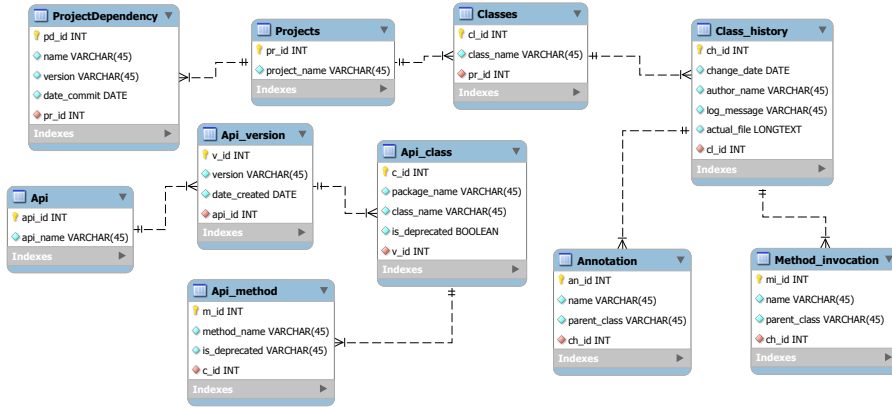 ProjectDependency
pd_id INT
name VARCHAR(45)
version VARCHAR(45)
date_commit DATE
pr_id INT
Indexes
Projects
pr_id INT
project_name VARCHAR(45)
Indexes
Classes
cl_id INT
class_name VARCHAR(45)
pr_id INT
Indexes
Class_history
ch_id INT
change_date DATE
author_name VARCHAR(45)
log_message VARCHAR(45)
actual_file LONGTEXT
cl_id INT
Indexes
Api
api_id INT
api_name VARCHAR(45)
Indexes
Api_version
v_id INT
version VARCHAR(45)
date_created DATE
api_id INT
Indexes
Api_class
c_id INT
package_name VARCHAR(45)
class_name VARCHAR(45)
is_deprecated BOOLEAN
v_id INT
Indexes
Api_method
m_id INT
method_name VARCHAR(45)
is_deprecated VARCHAR(45)
c_id INT
Indexes
Annotation
an_id INT
name VARCHAR(45)
parent_class VARCHAR(45)
ch_id INT
Indexes
Method_invocation
mi_id INT
name VARCHAR(45)
parent_class VARCHAR(45)
ch_id INT
Indexes